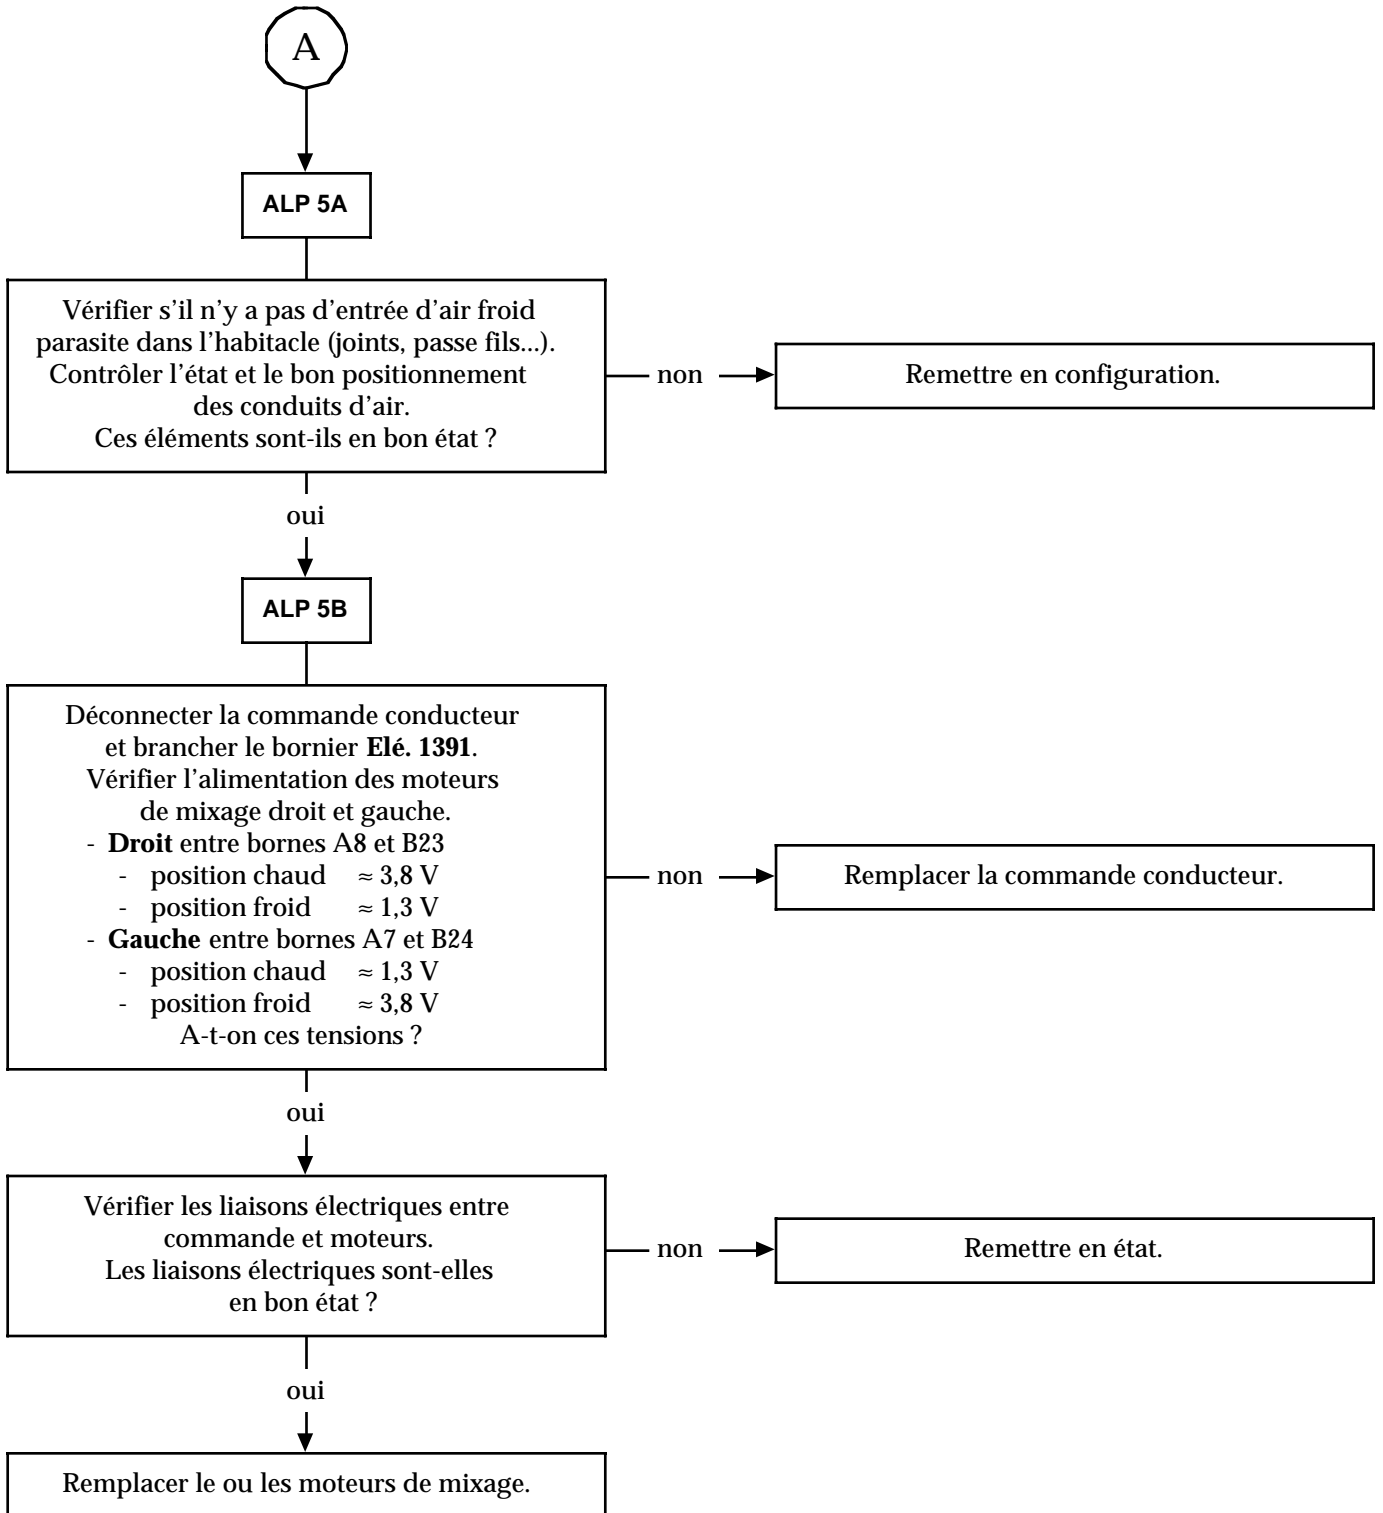 A
ALP 5A
Vérifier s’il n’y a pas d’entrée d’air froid
parasite dans l’habitacle (joints, passe fils...).
Contrôler l’état et le bon positionnement
des conduits d’air.
Ces éléments sont-ils en bon état ?
non
Remettre en configuration.
oui
ALP 5B
Déconnecter la commande conducteur
et brancher le bornier Elé. 1391.
Vérifier l’alimentation des moteurs
de mixage droit et gauche.
- Droit entre bornes A8 et B23
- position chaud ≈ 3,8 V
- position froid ≈ 1,3 V
- Gauche entre bornes A7 et B24
- position chaud ≈ 1,3 V
- position froid ≈ 3,8 V
A-t-on ces tensions ?
non
Remplacer la commande conducteur.
oui
Vérifier les liaisons électriques entre
commande et moteurs.
Les liaisons électriques sont-elles
en bon état ?
non
Remettre en état.
oui
Remplacer le ou les moteurs de mixage.